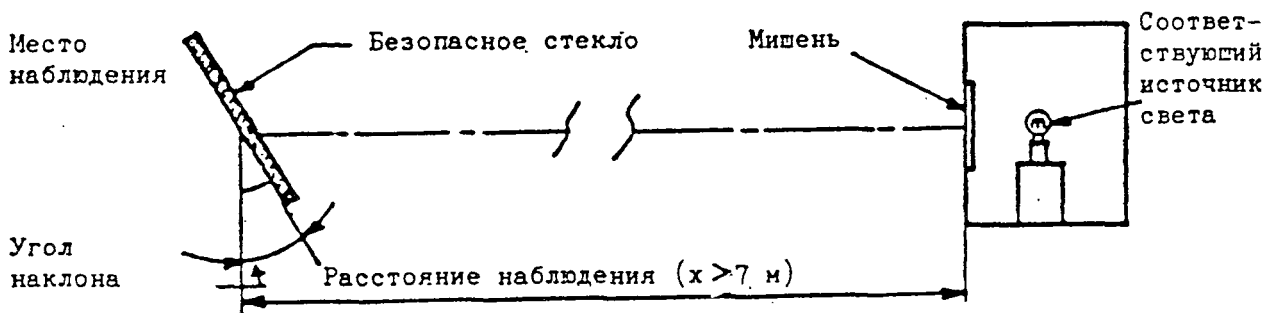 Место
наблюдения
Безопасное стекло
Мишень
Соответ-
ствующий
источник
света
Угол
наклона
Расстояние наблюдения (x > 7 м)